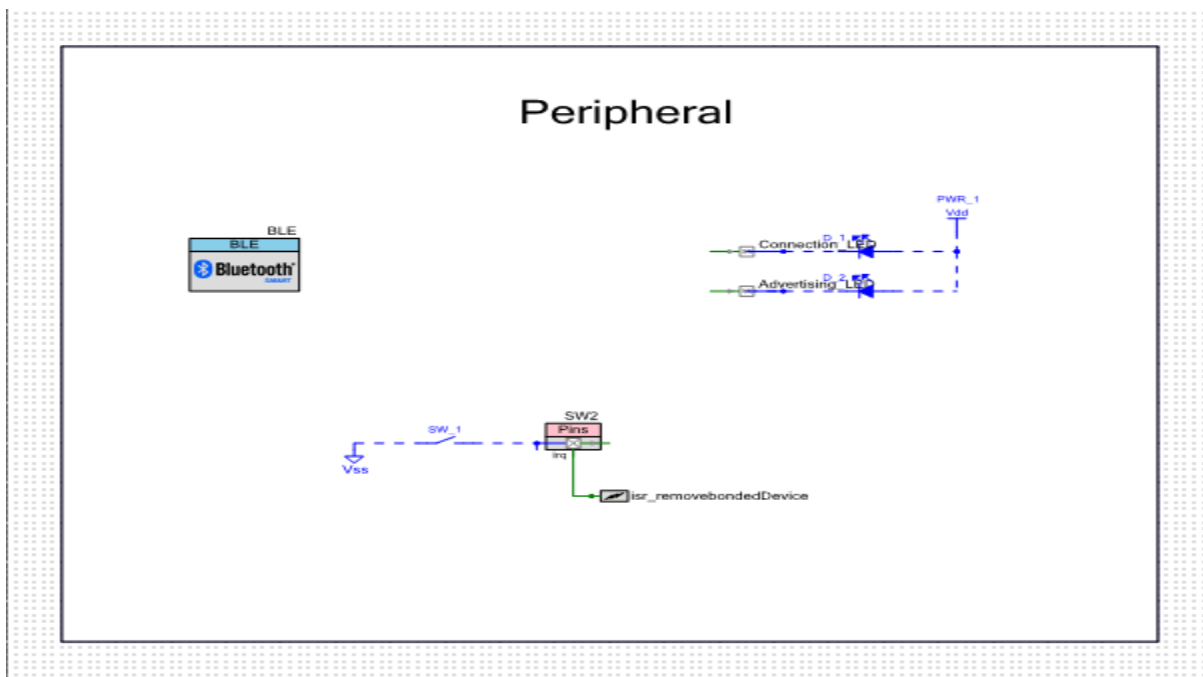 Peripheral
PWR_1
Vdd
BLE
BLE
Bluetooth
SMART
D_1
Connection_LED
D_2
Advertising_LED
SW2
Pins
SW_1
Irq
Vss
isr_removebondedDevice